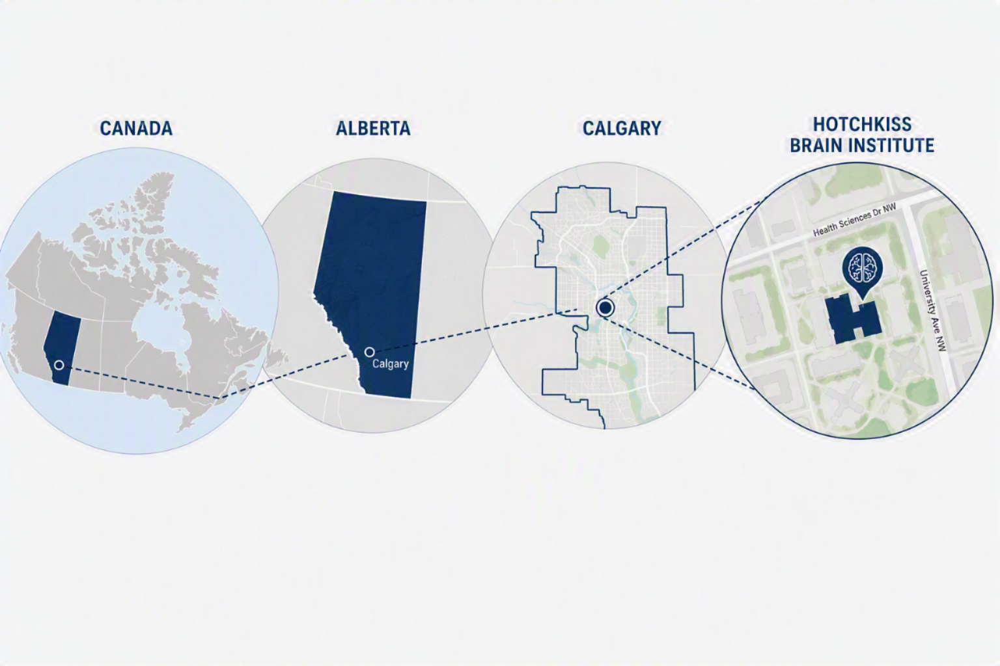 CANADA
ALBERTA
CALGARY
HOTCHKISS
BRAIN INSTITUTE
Calgary
Health Sciences Dr NW
University Ave NW